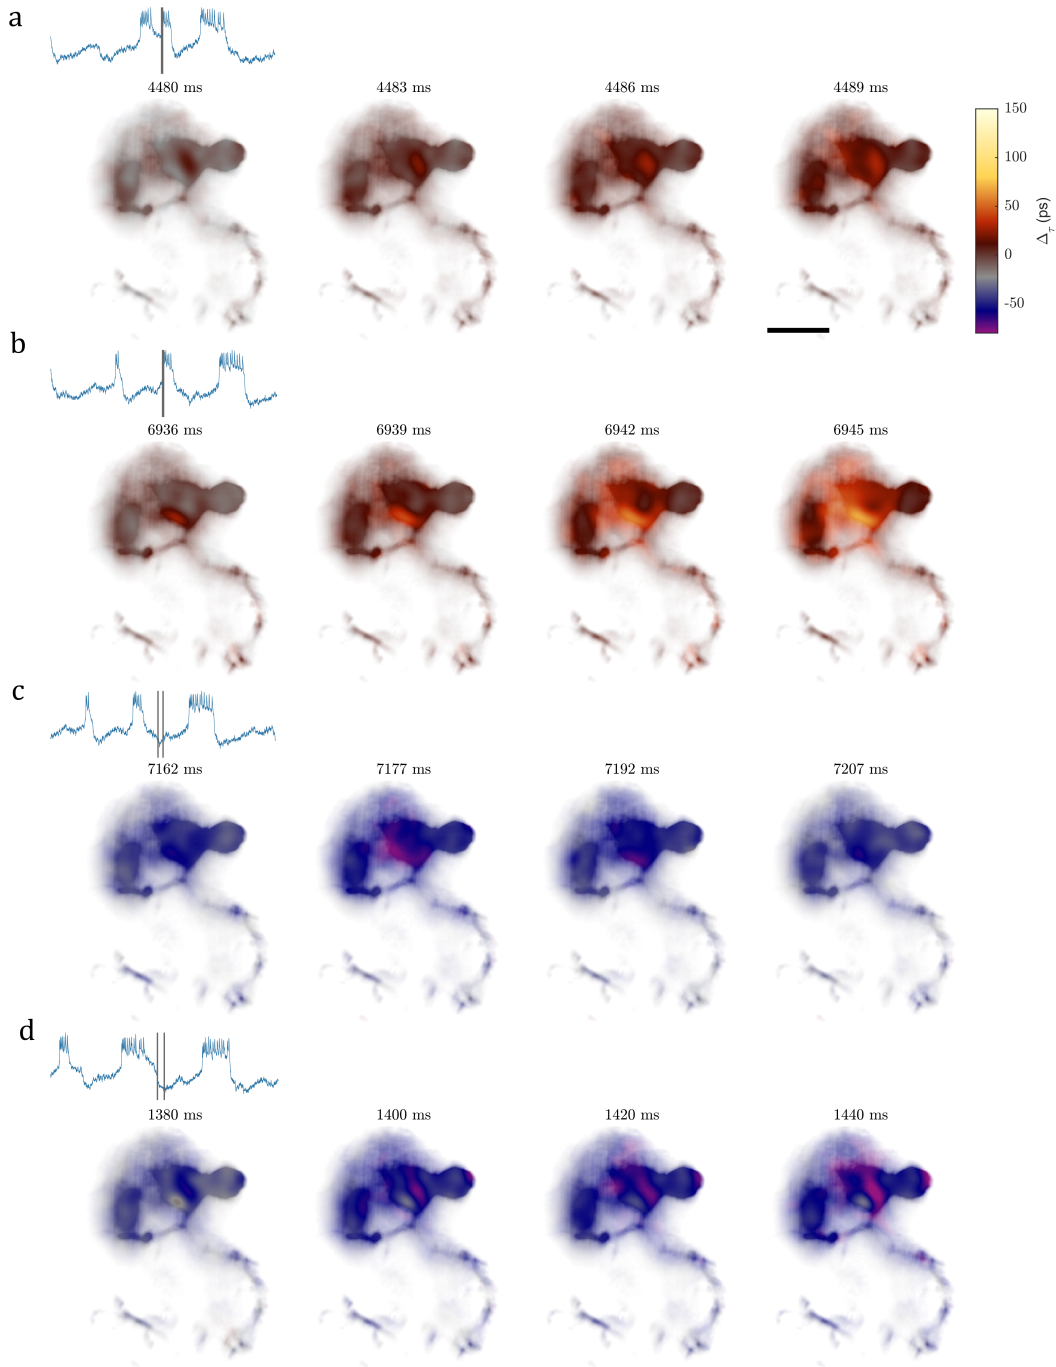 a
4480 ms
4483 ms
4486 ms
4489 ms
150
100
50
0
-50
Δτ (ps)
b
6936 ms
6939 ms
6942 ms
6945 ms
c
7162 ms
7177 ms
7192 ms
7207 ms
d
1380 ms
1400 ms
1420 ms
1440 ms